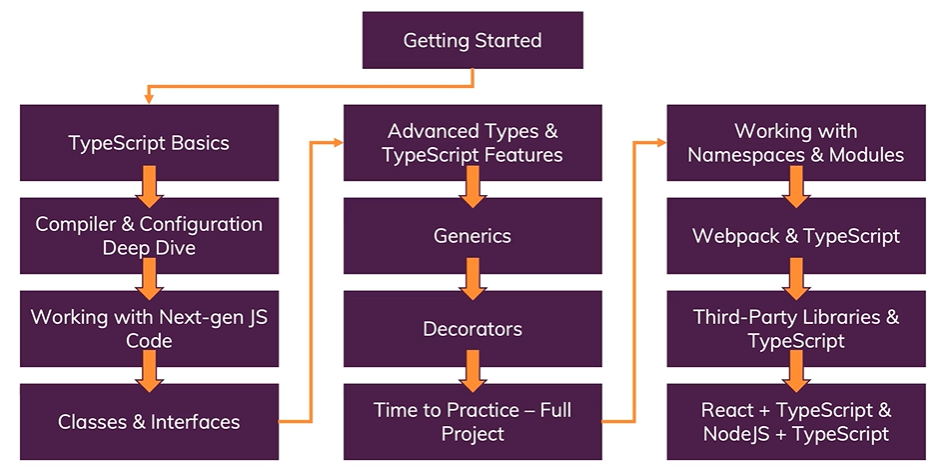 Getting Started
TypeScript Basics
Compiler & Configuration
Deep Dive
Working with Next-gen JS
Code
Classes & Interfaces
Advanced Types &
TypeScript Features
Generics
Decorators
Time to Practice – Full
Project
Working with
Namespaces & Modules
Webpack & TypeScript
Third-Party Libraries &
TypeScript
React + TypeScript &
NodeJS + TypeScript